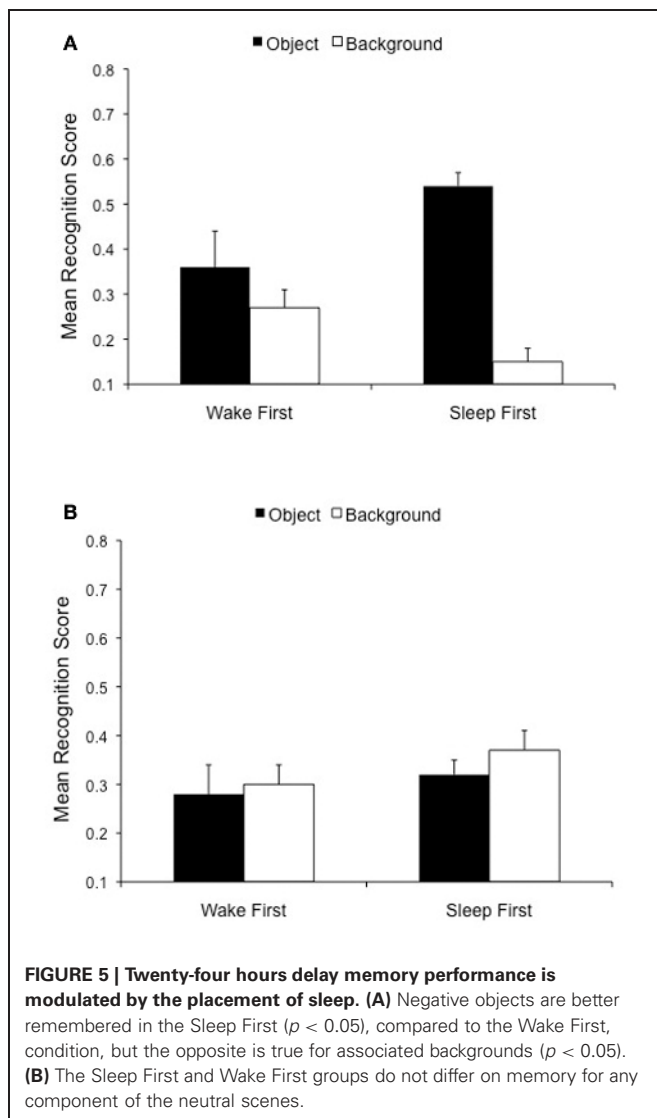 A
■Object □Background
0.8
0.7
0.6
0.5
0.4
0.3
0.2
0.1
Mean Recognition Score
Wake First
Sleep First
B
■Object □Background
0.8
0.7
0.6
0.5
0.4
0.3
0.2
0.1
Mean Recognition Score
Wake First
Sleep First
FIGURE 5 | Twenty-four hours delay memory performance is
modulated by the placement of sleep. (A) Negative objects are better
remembered in the Sleep First (p < 0.05), compared to the Wake First,
condition, but the opposite is true for associated backgrounds (p < 0.05).
(B) The Sleep First and Wake First groups do not differ on memory for any
component of the neutral scenes.